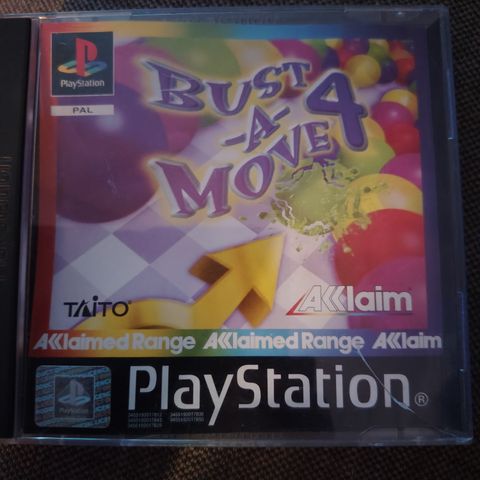 PlayStation
PAL
BUST
-A-
MOVE 4
TAITO
AKKlaim
AKKlaimed Range AKKlaimed Range AKKlaim
PlayStation®